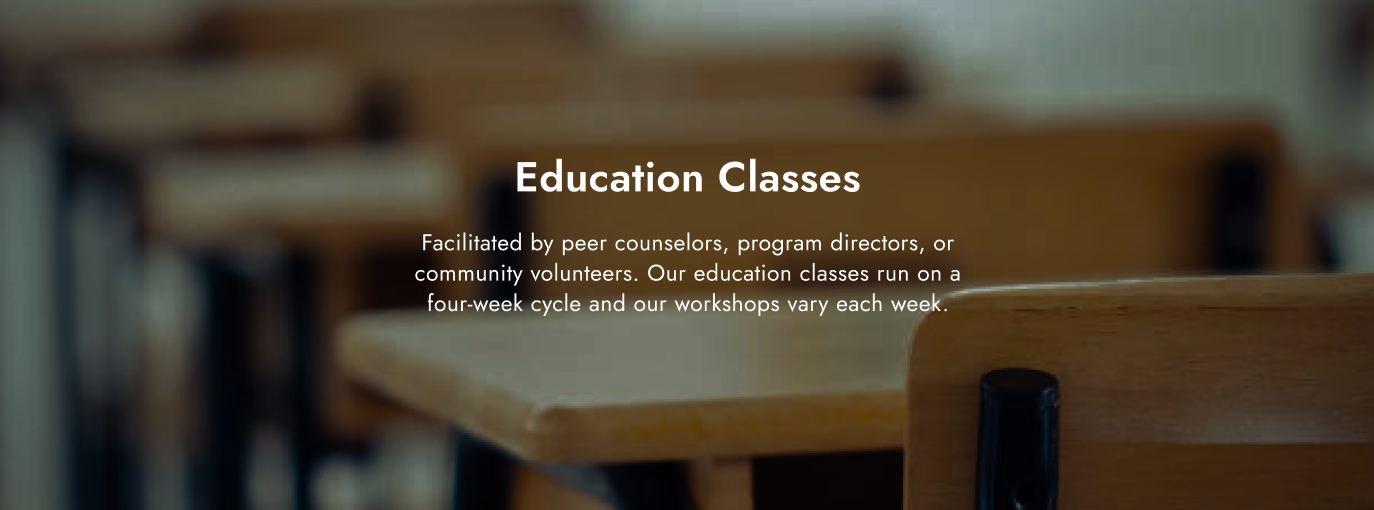 Education Classes
Facilitated by peer counselors, program directors, or
community volunteers. Our education classes run on a
four-week cycle and our workshops vary each week.